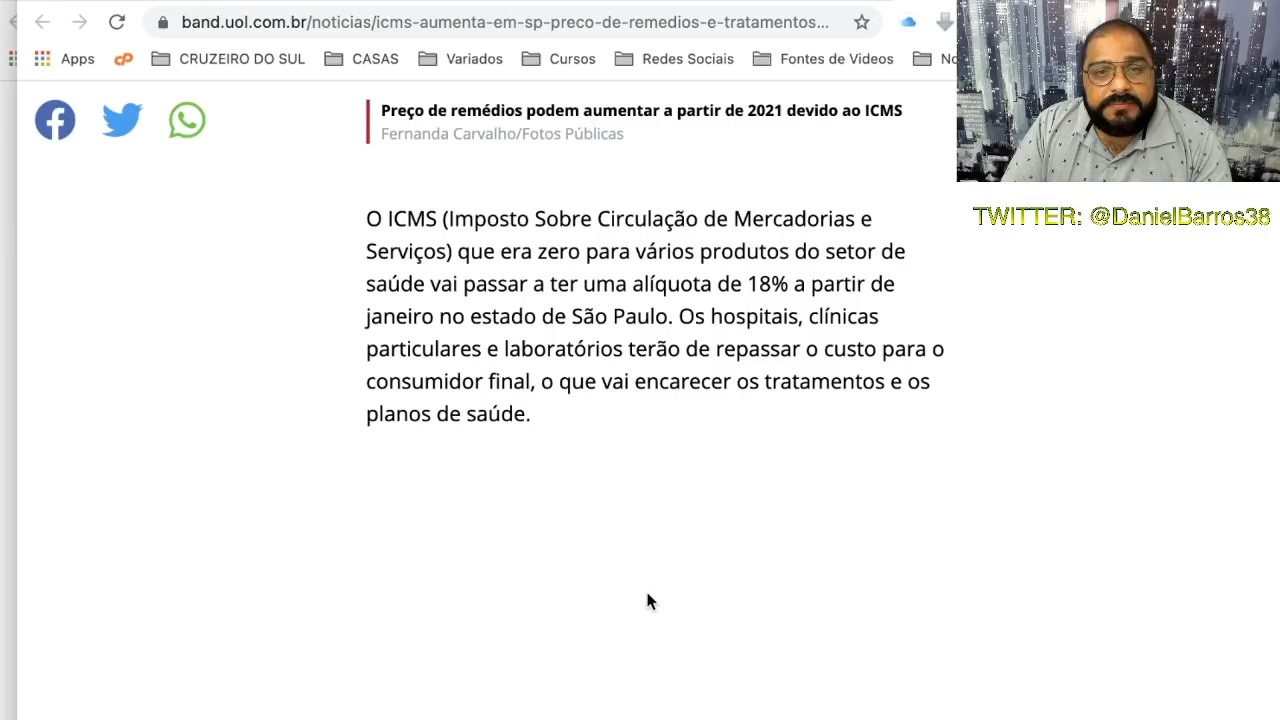 band.uol.com.br/noticias/icms-aumenta-em-sp-preco-de-remedios-e-tratamentos...
Apps
CRUZEIRO DO SUL
CASAS
Variados
Cursos
Redes Sociais
Fontes de Videos
Preço de remédios podem aumentar a partir de 2021 devido ao ICMS
Fernanda Carvalho/Fotos Públicas
TWITTER: @DanielBarros38
O ICMS (Imposto Sobre Circulação de Mercadorias e
Serviços) que era zero para vários produtos do setor de
saúde vai passar a ter uma alíquota de 18% a partir de
janeiro no estado de São Paulo. Os hospitais, clínicas
particulares e laboratórios terão de repassar o custo para o
consumidor final, o que vai encarecer os tratamentos e os
planos de saúde.